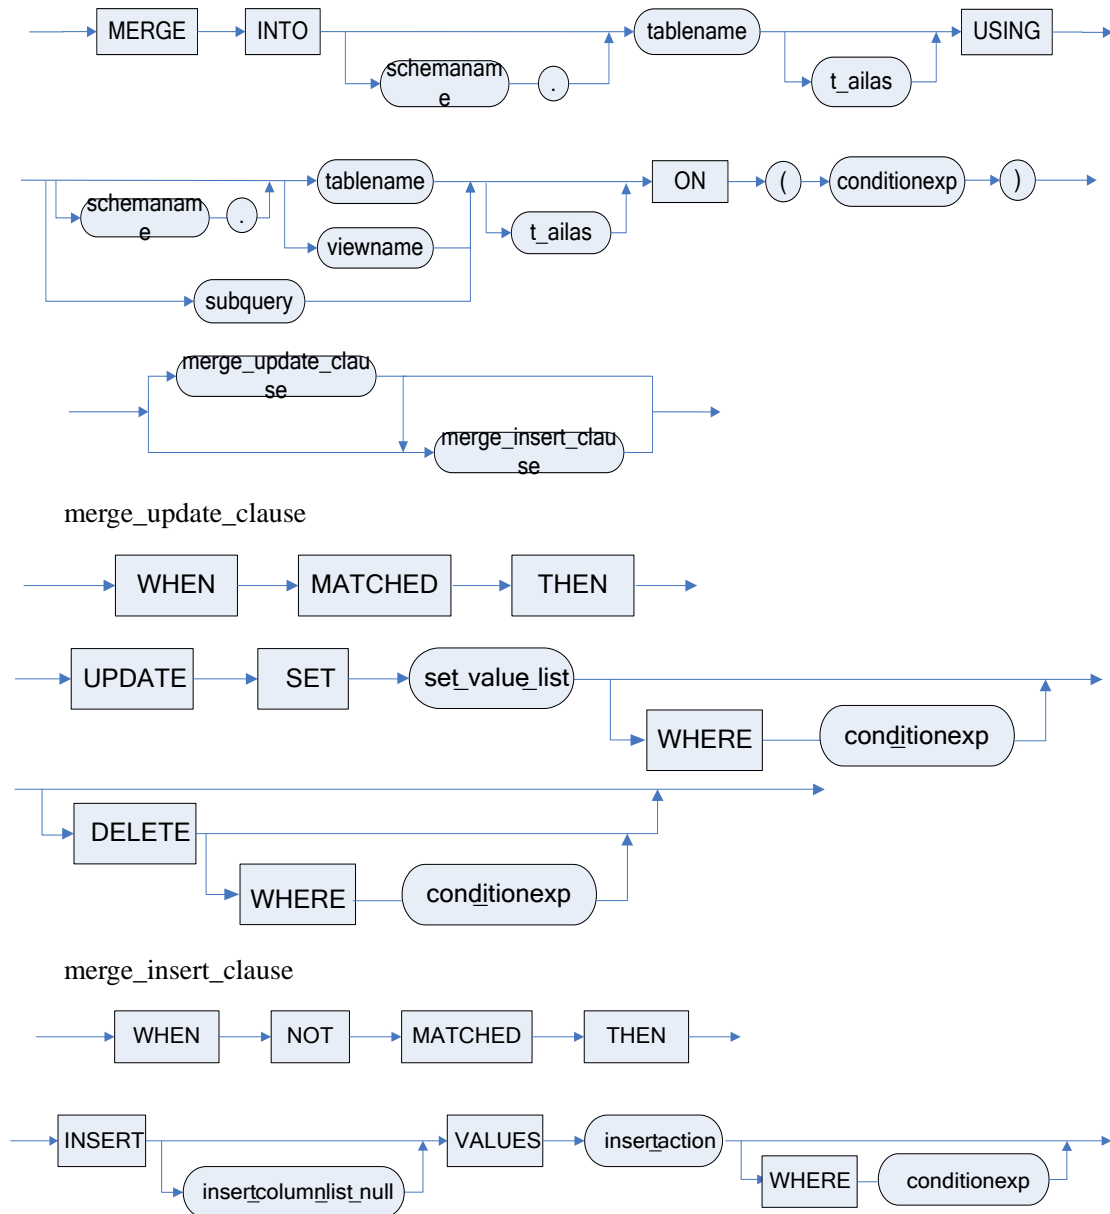 MERGE INTO tablename USING
schemaname . t_ailas
tablename ON ( conditionexp )
schemaname .
viewname t_ailas
subquery
merge_update_clause
merge_insert_clause
merge_update_clause
WHEN MATCHED THEN
UPDATE SET set_value_list
WHERE conditionexp
DELETE
WHERE conditionexp
merge_insert_clause
WHEN NOT MATCHED THEN
INSERT VALUES insertaction
insertcolumnlist_null WHERE conditionexp